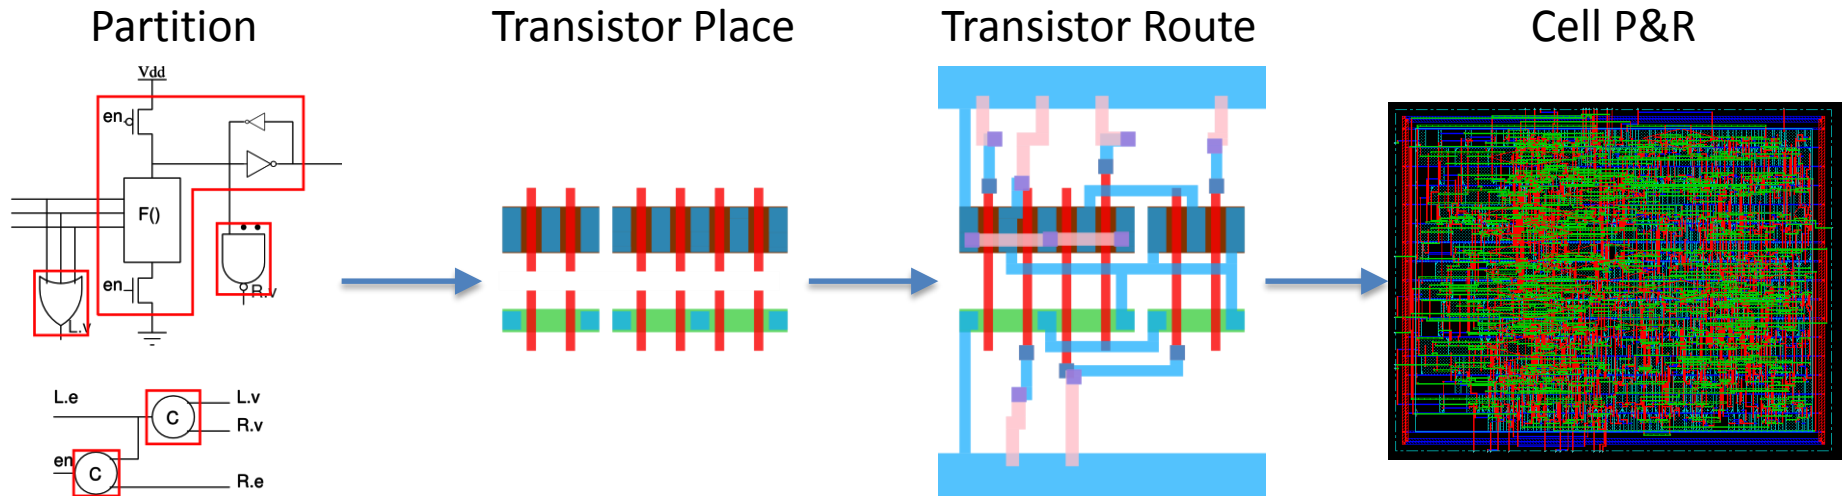 Partition
Transistor Place
Transistor Route
Cell P&R
Vdd
en
F()
en
L.v
R.v
L.e
C
L.v
R.v
en
C
R.e